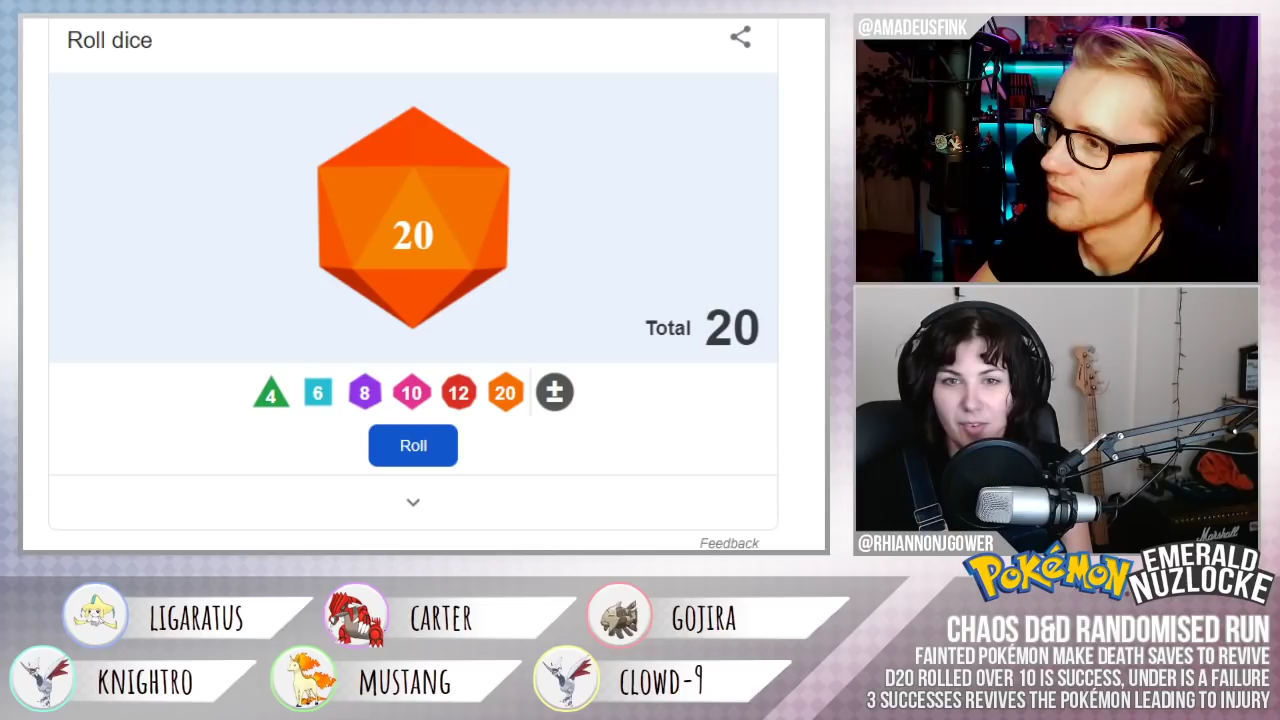 Roll dice
20
Total 20
4 6 8 10 12 20 ±
Roll
Feedback
@AMADEUSFINK
@RHIANNONJGOWER
Marshall
POKÉMON
EMERALD
NUZLOCKE
LIGARATUS
CARTER
GOJIRA
KNIGHTRO
MUSTANG
CLOWD-9
CHAOS D&D RANDOMISED RUN
FAINTED POKÉMON MAKE DEATH SAVES TO REVIVE
D20 ROLLED OVER 10 IS SUCCESS, UNDER IS A FAILURE
3 SUCCESSES REVIVES THE POKÉMON LEADING TO INJURY